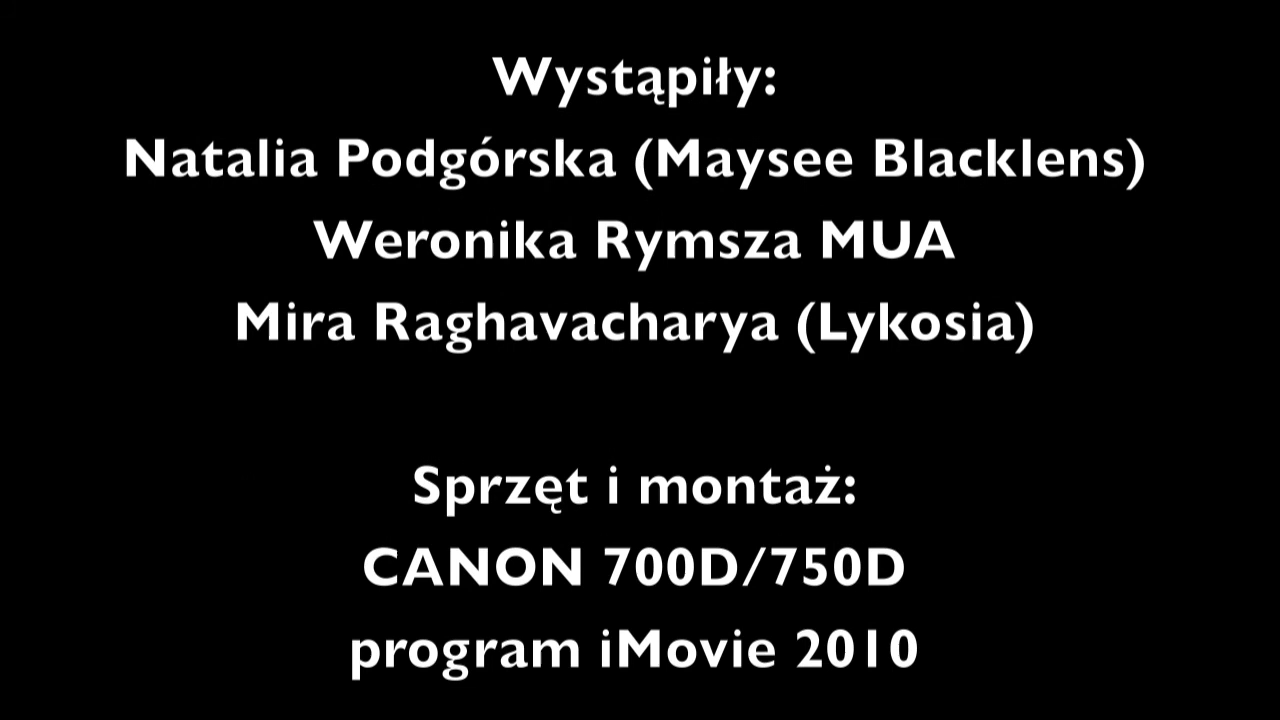 Wystąpiły:
Natalia Podgórska (Maysee Blacklens)
Weronika Rymsza MUA
Mira Raghavacharya (Lykosia)
Sprzęt i montaż:
CANON 700D/750D
program iMovie 2010